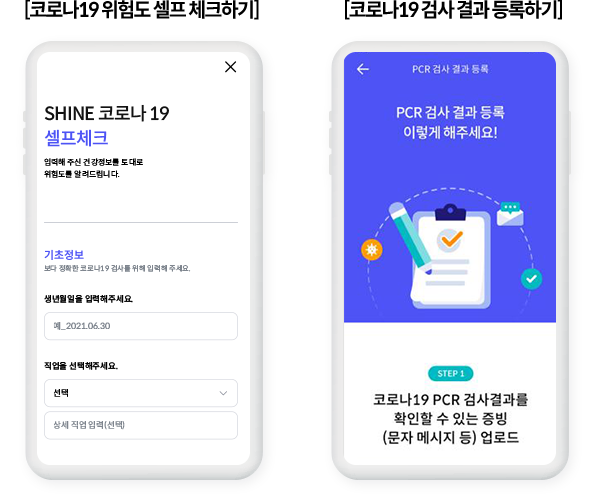 [코로나19 위험도 셀프 체크하기]
SHINE 코로나 19
셀프체크
입력해 주신 건강정보를 토대로
위험도를 알려드립니다.
기초정보
보다 정확한 코로나19 검사를 위해 입력해 주세요.
생년월일을 입력해주세요.
예_2021.06.30
직업을 선택해주세요.
선택
상세 직업 입력(선택)
[코로나19 검사 결과 등록하기]
PCR 검사 결과 등록
PCR 검사 결과 등록
이렇게 해주세요!
STEP 1
코로나19 PCR 검사결과를
확인할 수 있는 증빙
(문자 메시지 등) 업로드